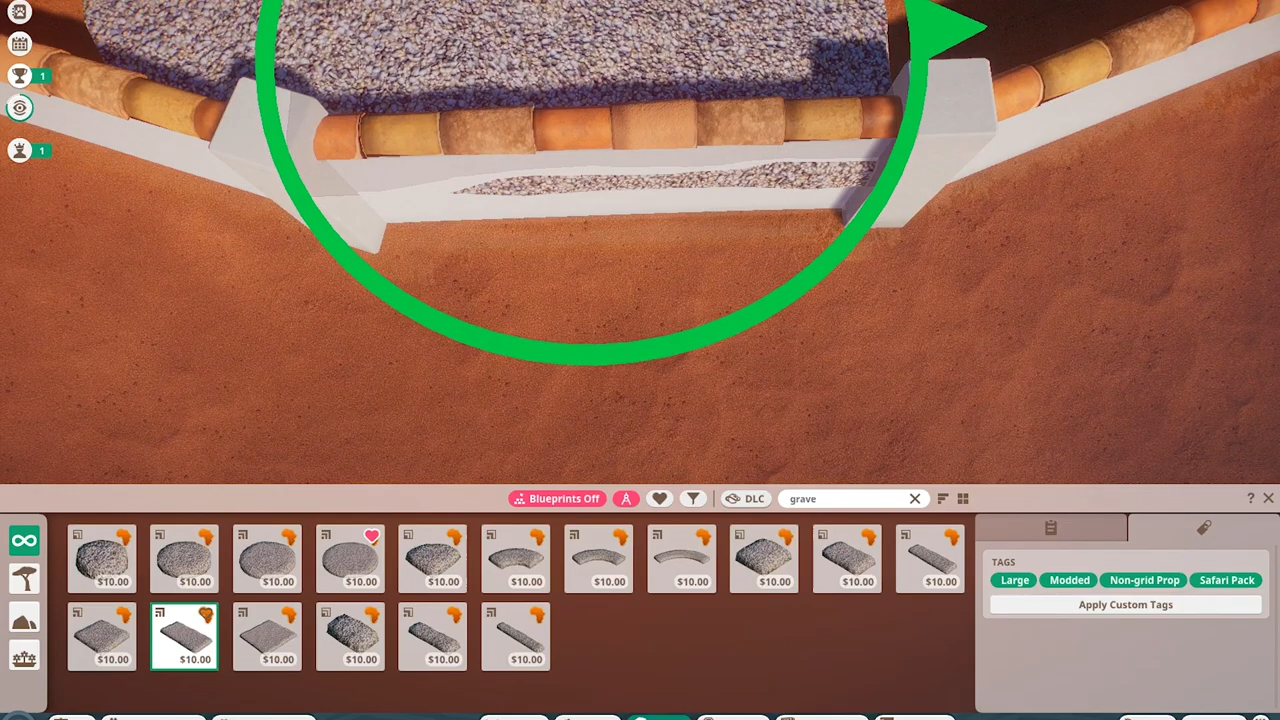 1
1
Blueprints Off
DLC
grave
?
$10.00 $10.00 $10.00 $10.00 $10.00 $10.00 $10.00 $10.00 $10.00 $10.00 $10.00
$10.00 $10.00 $10.00 $10.00 $10.00 $10.00
TAGS
Large Modded Non-grid Prop Safari Pack
Apply Custom Tags